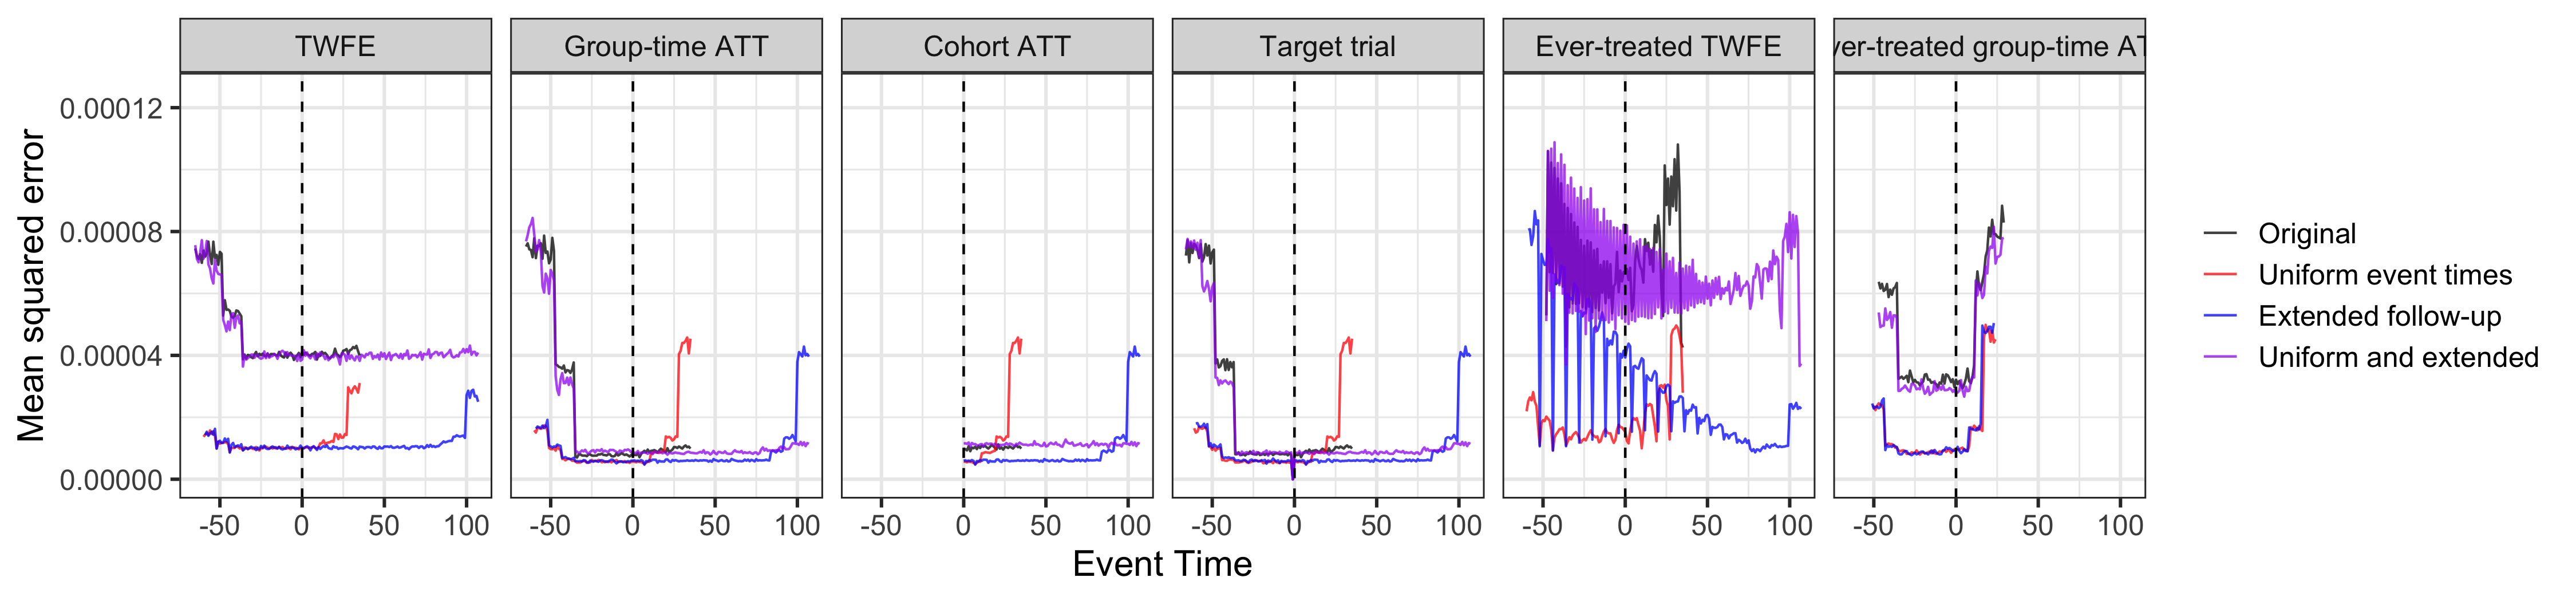 TWFE
Group-time ATT
Cohort ATT
Target trial
Ever-treated TWFE
ver-treated group-time AT
Mean squared error
0.00012
0.00008
0.00004
0.00000
-50 0 50 100
-50 0 50 100
-50 0 50 100
-50 0 50 100
-50 0 50 100
-50 0 50 100
Event Time
Original
Uniform event times
Extended follow-up
Uniform and extended